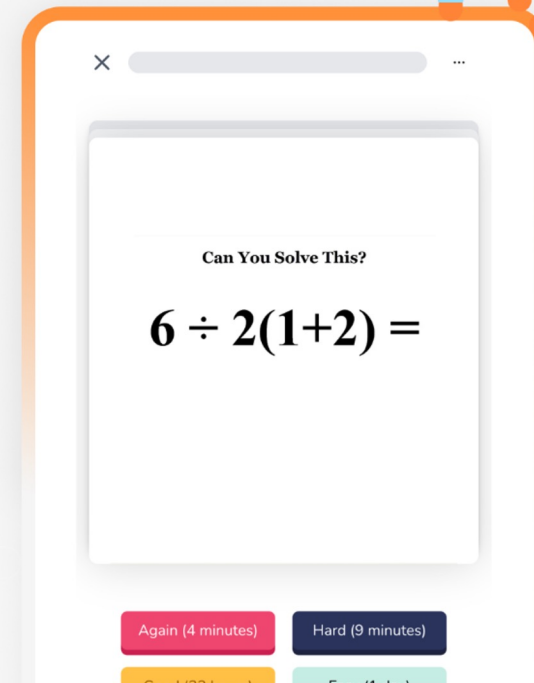 Can You Solve This?
6 ÷ 2(1+2) =
Again (4 minutes)
Hard (9 minutes)